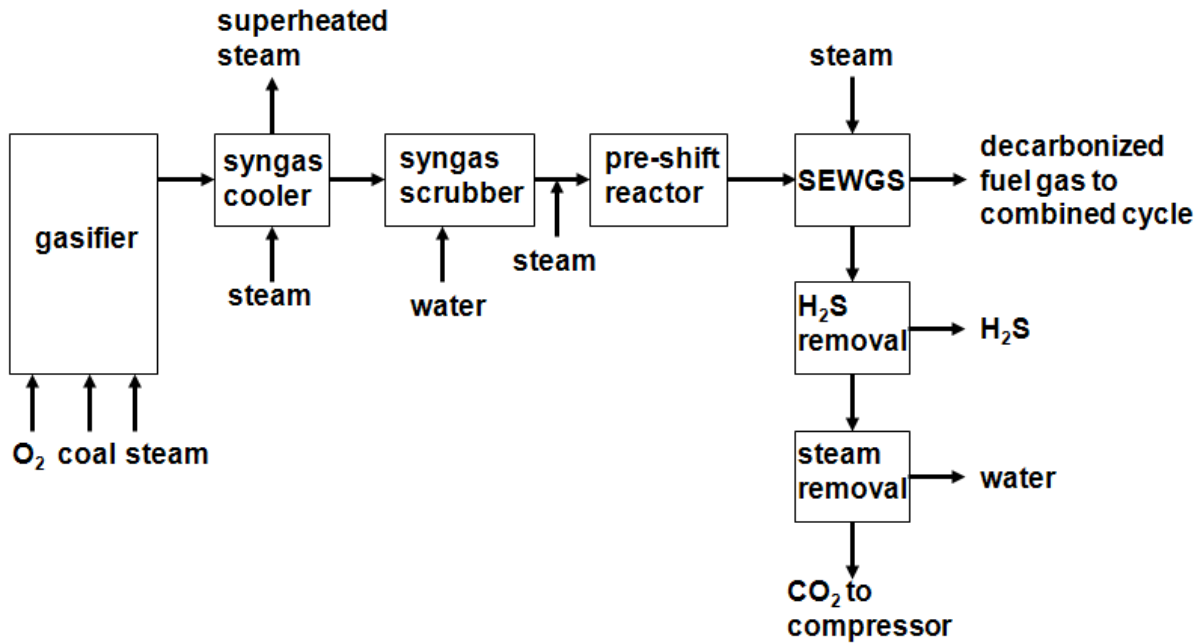 superheated
steam
steam
gasifier
syngas
cooler
syngas
scrubber
pre-shift
reactor
SEWGS
decarbonized
fuel gas to
combined cycle
steam
water
steam
H₂S
removal
H₂S
O₂ coal steam
steam
removal
water
CO₂ to
compressor